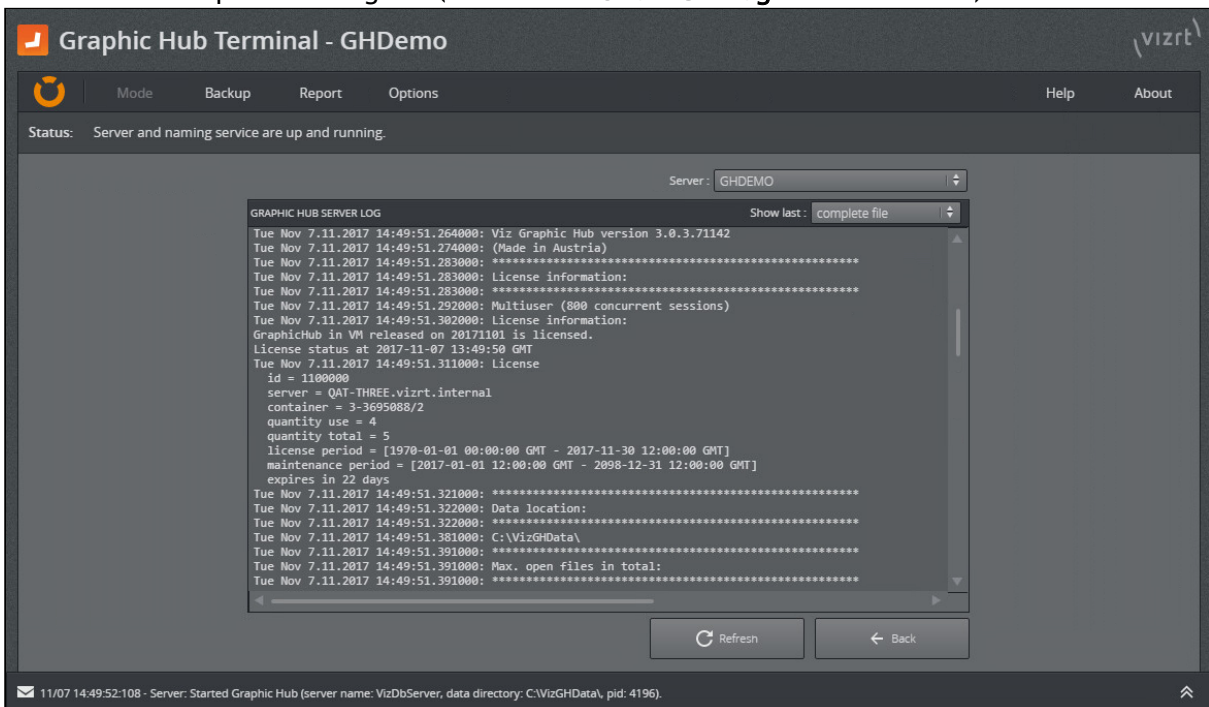 Graphic Hub Terminal - GHDemo
vizrt
Mode Backup Report Options Help About
Status: Server and naming service are up and running.
Server : GHDEMO
GRAPHIC HUB SERVER LOG Show last : complete file
Tue Nov 7.11.2017 14:49:51.264000: Viz Graphic Hub version 3.0.3.71142
Tue Nov 7.11.2017 14:49:51.274000: (Made in Austria)
Tue Nov 7.11.2017 14:49:51.283000: ******************************************************
Tue Nov 7.11.2017 14:49:51.283000: License information:
Tue Nov 7.11.2017 14:49:51.283000: ******************************************************
Tue Nov 7.11.2017 14:49:51.292000: Multiuser (800 concurrent sessions)
Tue Nov 7.11.2017 14:49:51.302000: License information:
GraphicHub in VM released on 20171101 is licensed.
License status at 2017-11-07 13:49:50 GMT
Tue Nov 7.11.2017 14:49:51.311000: License
id = 1100000
server = QAT-THREE.vizrt.internal
container = 3-3695088/2
quantity use = 4
quantity total = 5
license period = [1970-01-01 00:00:00 GMT - 2017-11-30 12:00:00 GMT]
maintenance period = [2017-01-01 12:00:00 GMT - 2098-12-31 12:00:00 GMT]
expires in 22 days
Tue Nov 7.11.2017 14:49:51.321000: ******************************************************
Tue Nov 7.11.2017 14:49:51.322000: Data location:
Tue Nov 7.11.2017 14:49:51.322000: ******************************************************
Tue Nov 7.11.2017 14:49:51.381000: C:\VizGHData\
Tue Nov 7.11.2017 14:49:51.391000: ******************************************************
Tue Nov 7.11.2017 14:49:51.391000: Max. open files in total:
Tue Nov 7.11.2017 14:49:51.391000: ******************************************************
Refresh Back
11/07 14:49:52:108 - Server: Started Graphic Hub (server name: VizDbServer, data directory: C:\VizGHData\, pid: 4196).